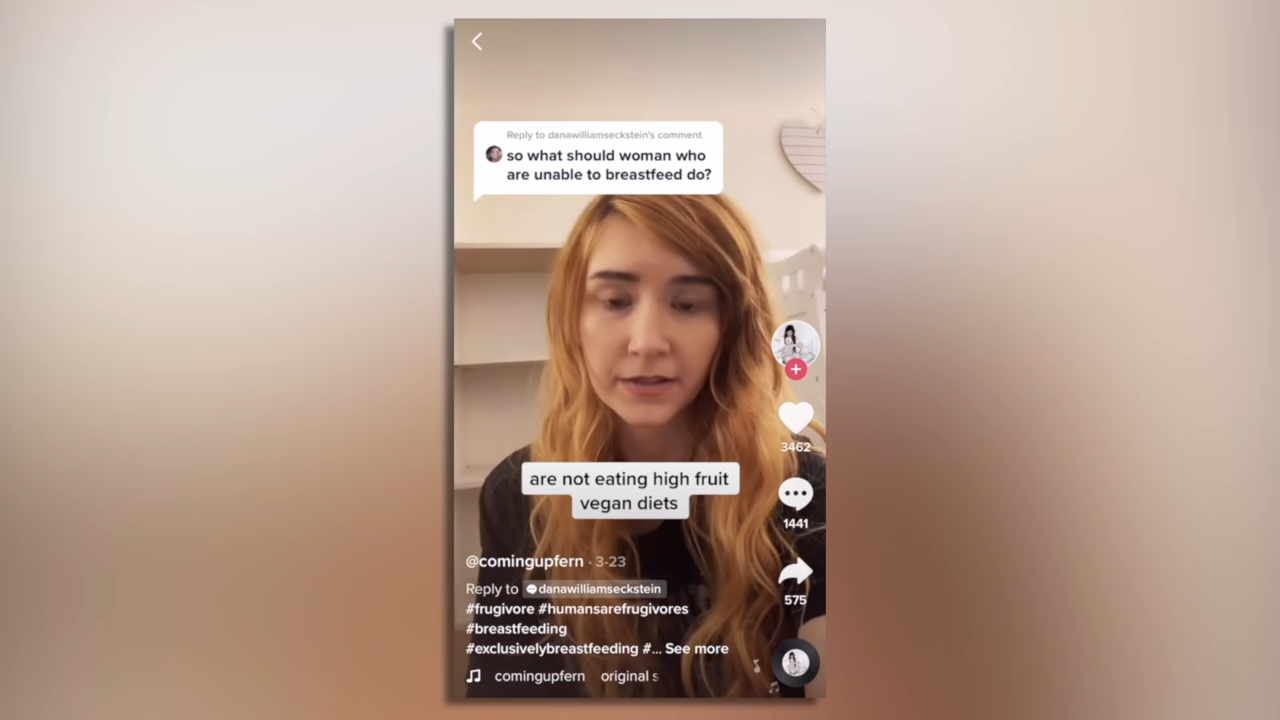 Reply to danawilliamseckstein's comment
so what should woman who
are unable to breastfeed do?
are not eating high fruit
vegan diets
3462
1441
575
@comingupfern · 3-23
Reply to danawilliamseckstein
#frugivore #humansarefrugivores
#breastfeeding
#exclusivelybreastfeeding #... See more
comingupfern original s